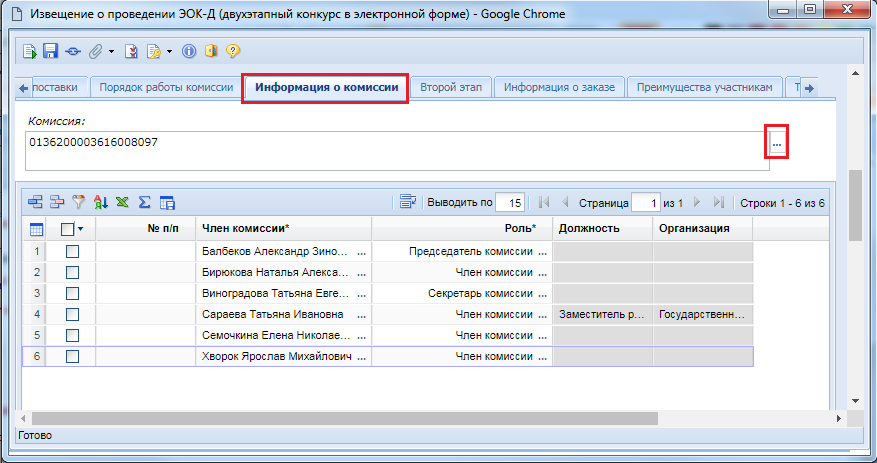 Извещение о проведении ЭОК-Д (двухэтапный конкурс в электронной форме) - Google Chrome
поставки Порядок работы комиссии Информация о комиссии Второй этап Информация о заказе Преимущества участникам Т
Комиссия:
0136200003616008097 ...
Выводить по 15 Страница 1 из 1 Строки 1 - 6 из 6
№ п/п Член комиссии* Роль* Должность Организация
1 Балбеков Александр Зино... ... Председатель комиссии ...
2 Бирюкова Наталья Алекса... ... Член комиссии ...
3 Виноградова Татьяна Евге... ... Секретарь комиссии ...
4 Сараева Татьяна Ивановна ... Член комиссии ... Заместитель р... Государственн...
5 Семочкина Елена Николае... ... Член комиссии ...
6 Хворок Ярослав Михайлович ... Член комиссии ...
Готово